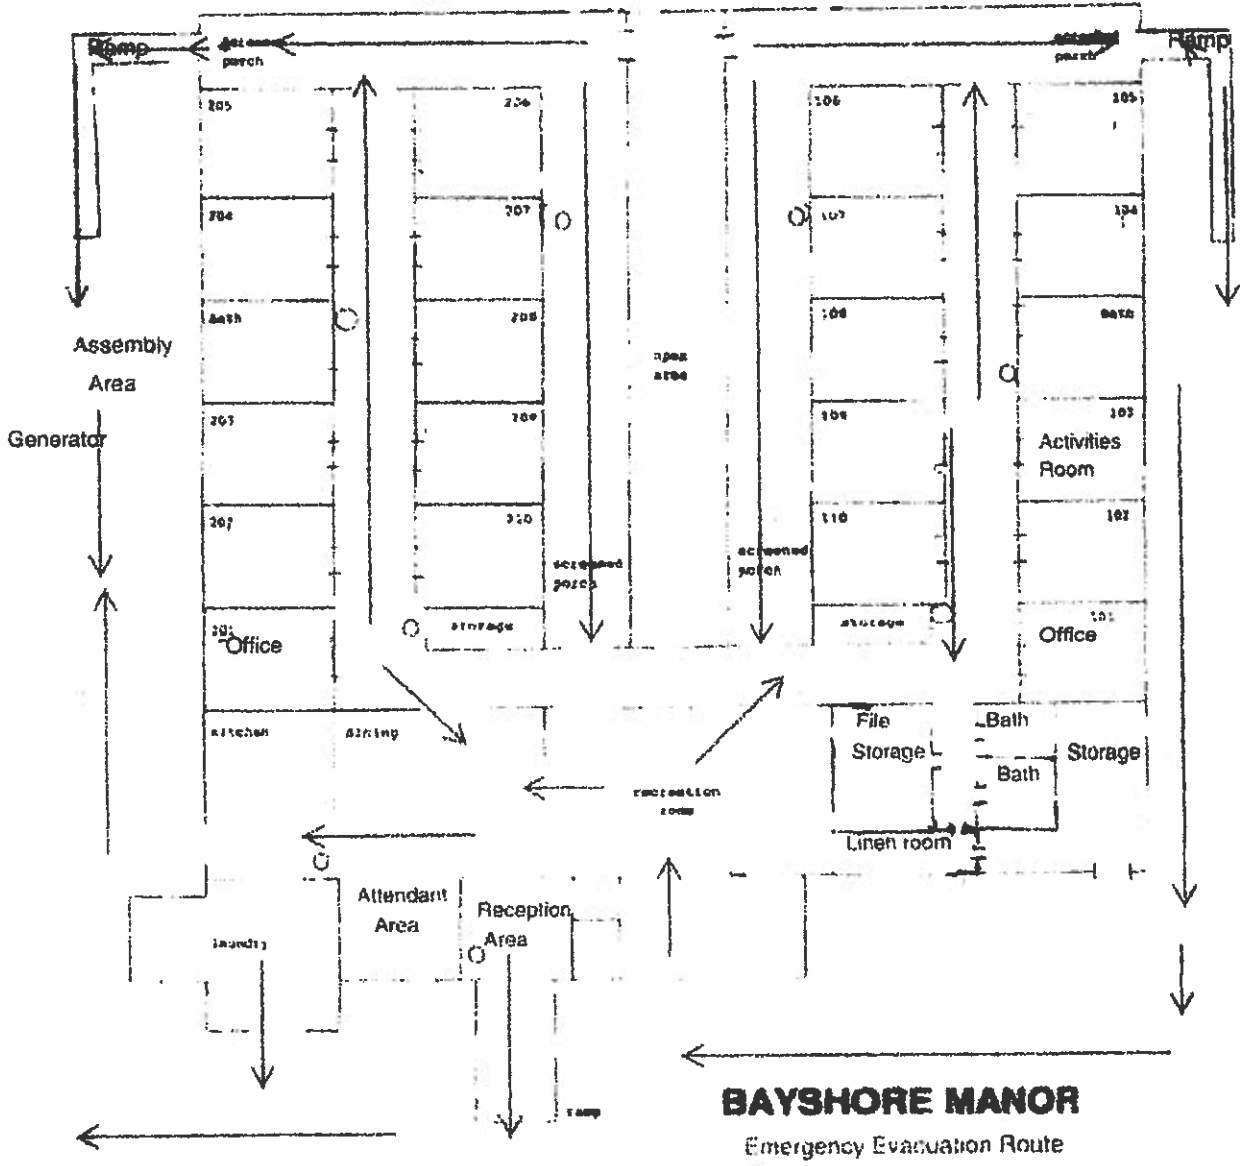 Ramp
porch
porch
Ramp
205
206
106
105
204
207
107
104
Bath
208
108
Bath
Assembly
Area
open
area
Generator
203
209
109
103
Activities
Room
202
210
110
102
screened
porch
screened
porch
201
Office
storage
storage
101
Office
kitchen
dining
File
Storage
Bath
Bath
Storage
recreation
room
Linen room
Attendant
Area
Reception
Area
laundry
ramp
BAYSHORE MANOR
Emergency Evacuation Route